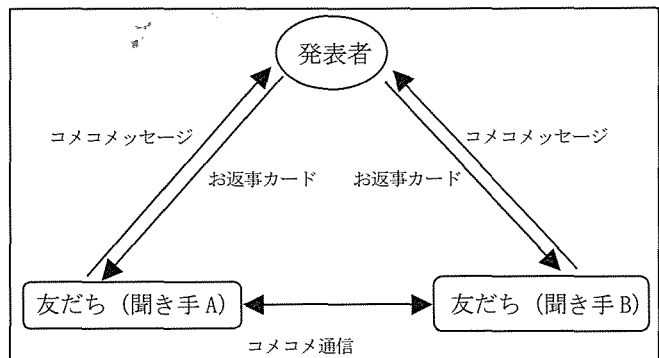 発表者
コメコメッセージ
コメコメッセージ
お返事カード
お返事カード
友だち（聞き手A）
友だち（聞き手B）
コメコメ通信